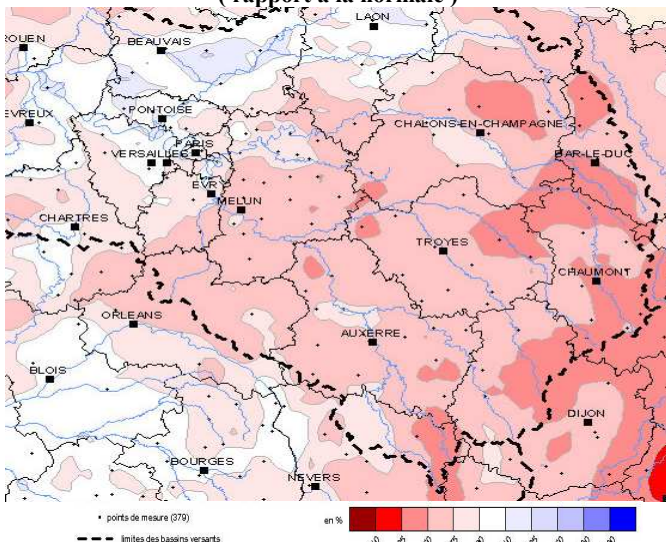 ( rapport à la normale )
LAON
ROUEN
BEAUVAIS
EVREUX
PONTOISE
CHALONS-EN-CHAMPAGNE
PARIS
VERSAILLES
BAR-LE-DUC
EVRY
MELUN
CHARTRES
TROYES
CHAUMONT
ORLEANS
AUXERRE
BLOIS
DIJON
BOURGES
NEVERS
points de mesure (379)
en %
limites des bassins versants